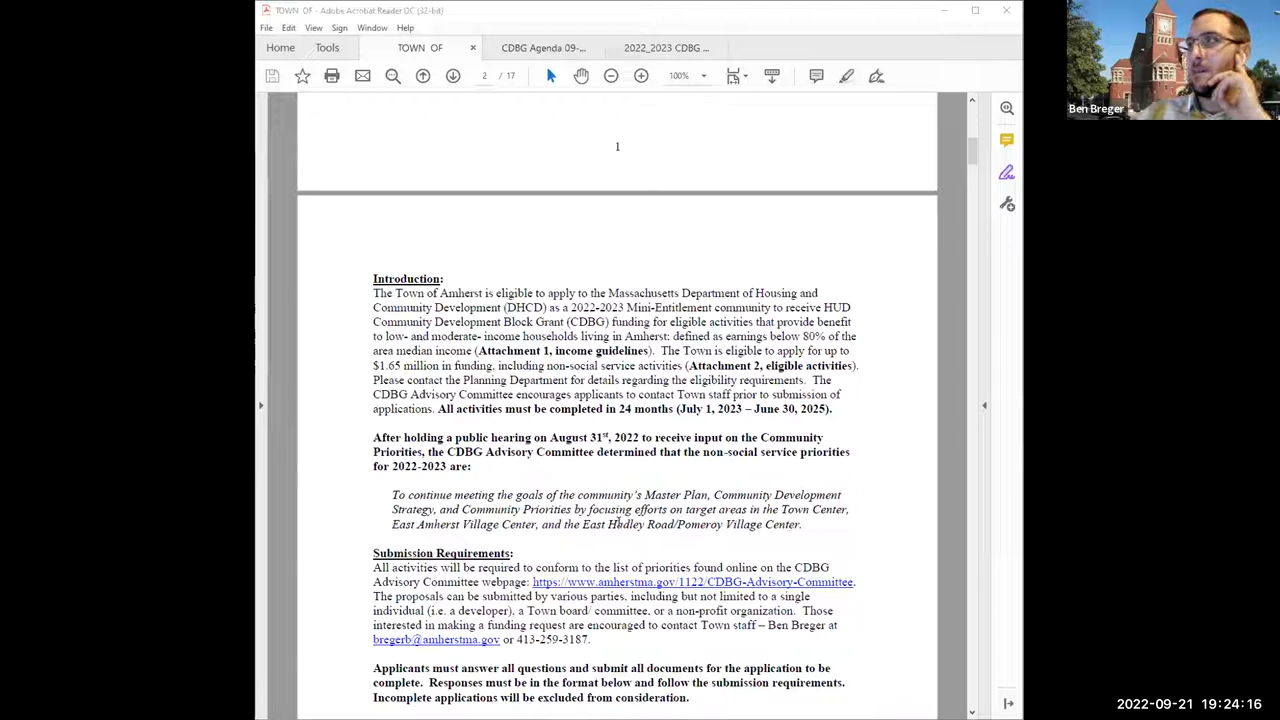 TOWN OF - Adobe Acrobat Reader DC (32-bit)
File Edit View Sign Window Help
Home Tools TOWN OF × CDBG Agenda 09-... 2022_2023 CDBG ...
2 / 17 100%
Ben Breger
1
Introduction:
The Town of Amherst is eligible to apply to the Massachusetts Department of Housing and
Community Development (DHCD) as a 2022-2023 Mini-Entitlement community to receive HUD
Community Development Block Grant (CDBG) funding for eligible activities that provide benefit
to low- and moderate- income households living in Amherst: defined as earnings below 80% of the
area median income (Attachment 1, income guidelines). The Town is eligible to apply for up to
$1.65 million in funding, including non-social service activities (Attachment 2, eligible activities).
Please contact the Planning Department for details regarding the eligibility requirements. The
CDBG Advisory Committee encourages applicants to contact Town staff prior to submission of
applications. All activities must be completed in 24 months (July 1, 2023 – June 30, 2025).
After holding a public hearing on August 31st, 2022 to receive input on the Community
Priorities, the CDBG Advisory Committee determined that the non-social service priorities
for 2022-2023 are:
To continue meeting the goals of the community's Master Plan, Community Development
Strategy, and Community Priorities by focusing efforts on target areas in the Town Center,
East Amherst Village Center, and the East Hadley Road/Pomeroy Village Center.
Submission Requirements:
All activities will be required to conform to the list of priorities found online on the CDBG
Advisory Committee webpage: https://www.amherstma.gov/1122/CDBG-Advisory-Committee.
The proposals can be submitted by various parties, including but not limited to a single
individual (i.e. a developer), a Town board/ committee, or a non-profit organization. Those
interested in making a funding request are encouraged to contact Town staff – Ben Breger at
bregerb@amherstma.gov or 413-259-3187.
Applicants must answer all questions and submit all documents for the application to be
complete. Responses must be in the format below and follow the submission requirements.
Incomplete applications will be excluded from consideration.
2022-09-21 19:24:16